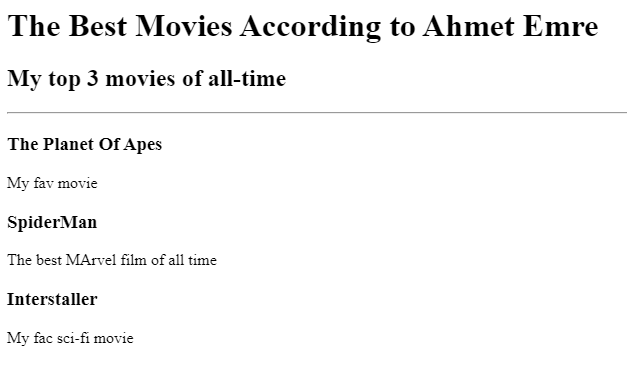 The Best Movies According to Ahmet Emre
My top 3 movies of all-time
The Planet Of Apes
My fav movie
SpiderMan
The best MArvel film of all time
Interstaller
My fac sci-fi movie